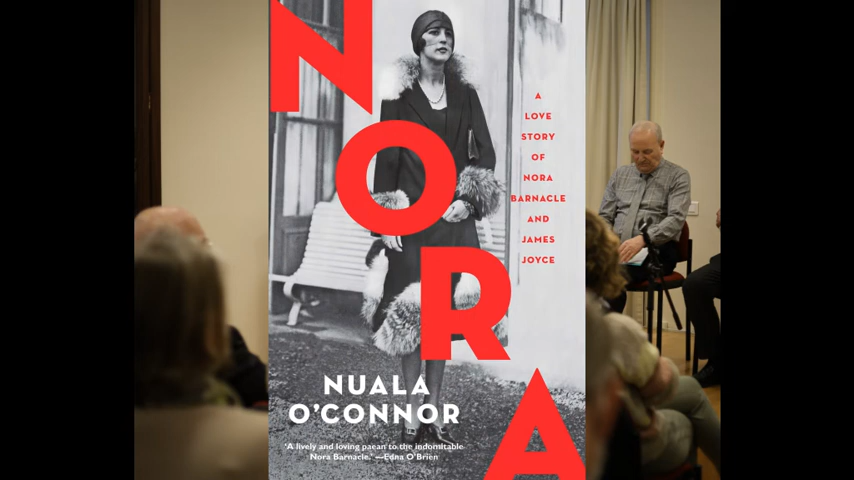 NORA
A
LOVE
STORY
OF
NORA
BARNACLE
AND
JAMES
JOYCE
NUALA
O'CONNOR
'A lively and loving paean to the indomitable
Nora Barnacle.' —Edna O'Brien